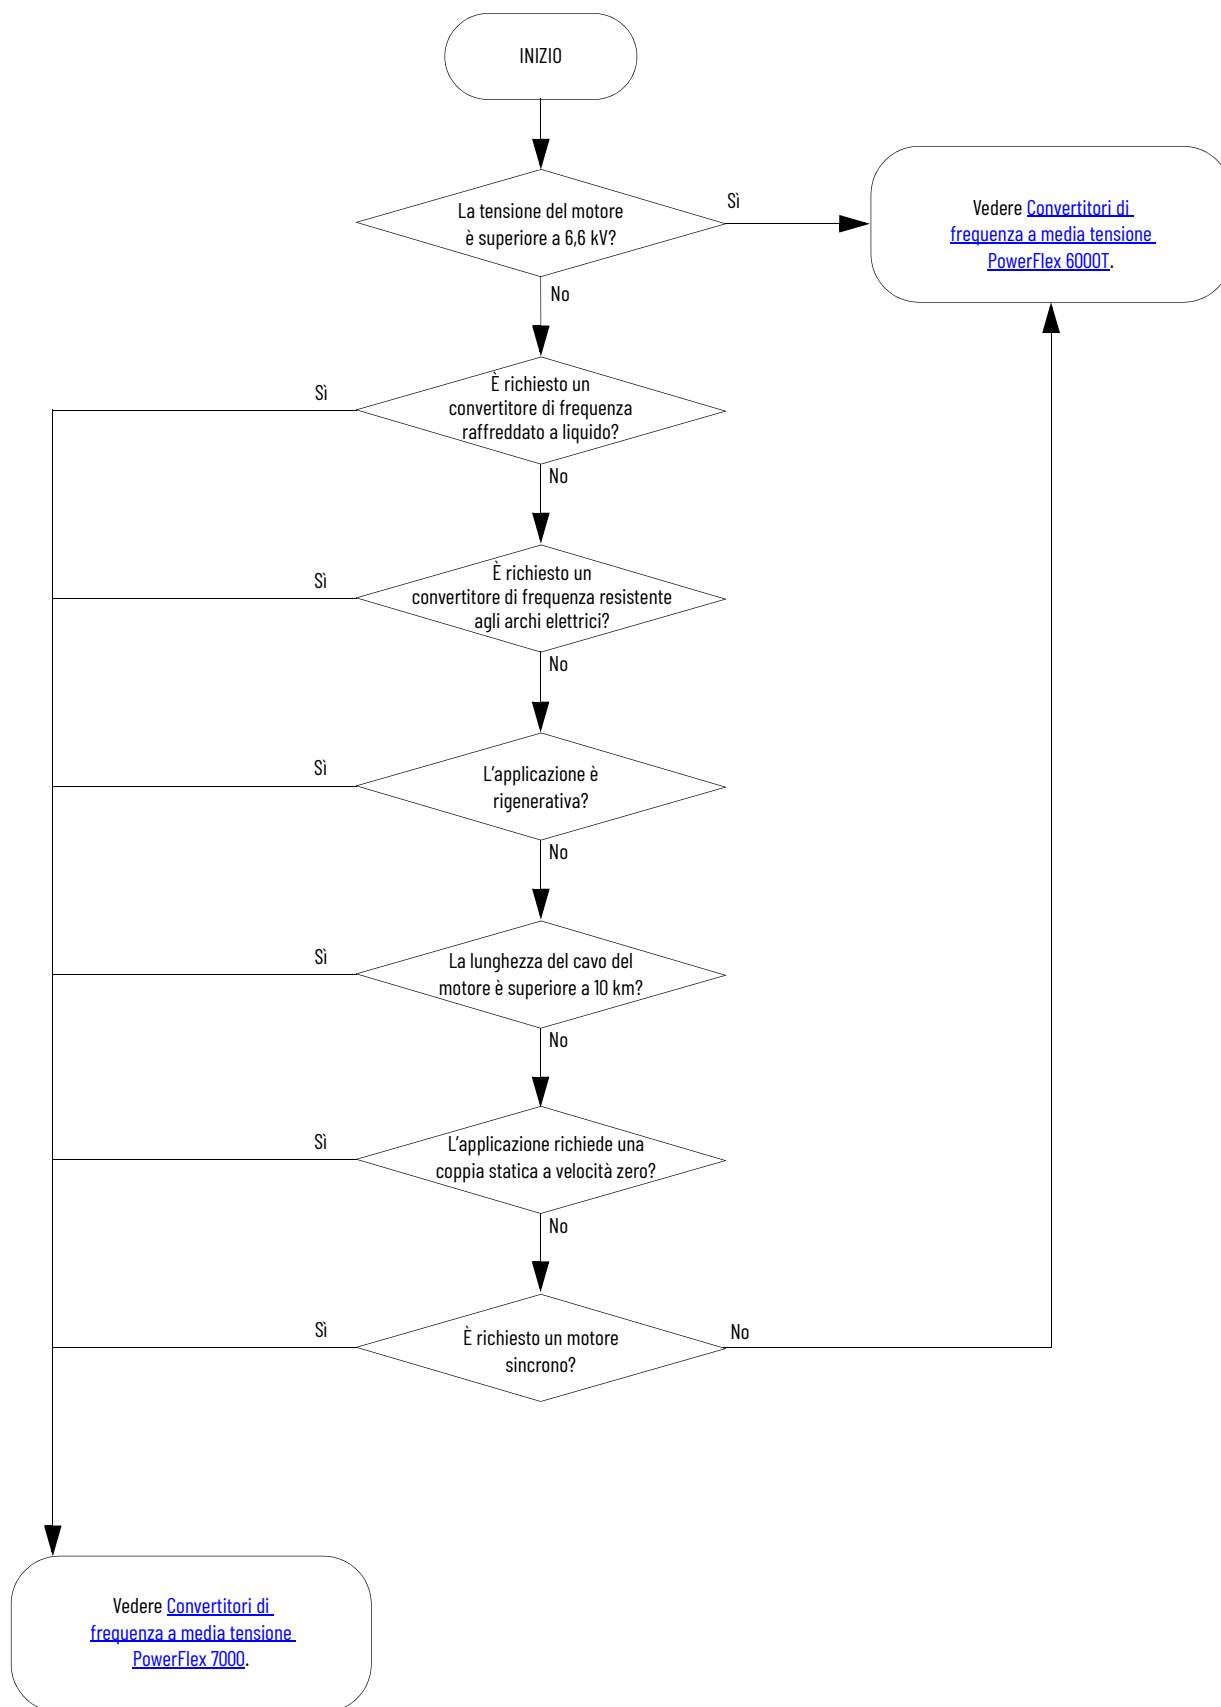 INIZIO
La tensione del motore
è superiore a 6,6 kV?
Sì
Vedere Convertitori di
frequenza a media tensione
PowerFlex 6000T.
No
Sì
È richiesto un
convertitore di frequenza
raffreddato a liquido?
No
Sì
È richiesto un
convertitore di frequenza resistente
agli archi elettrici?
No
Sì
L'applicazione è
rigenerativa?
No
Sì
La lunghezza del cavo del
motore è superiore a 10 km?
No
Sì
L'applicazione richiede una
coppia statica a velocità zero?
No
Sì
È richiesto un motore
sincrono?
No
Vedere Convertitori di
frequenza a media tensione
PowerFlex 7000.